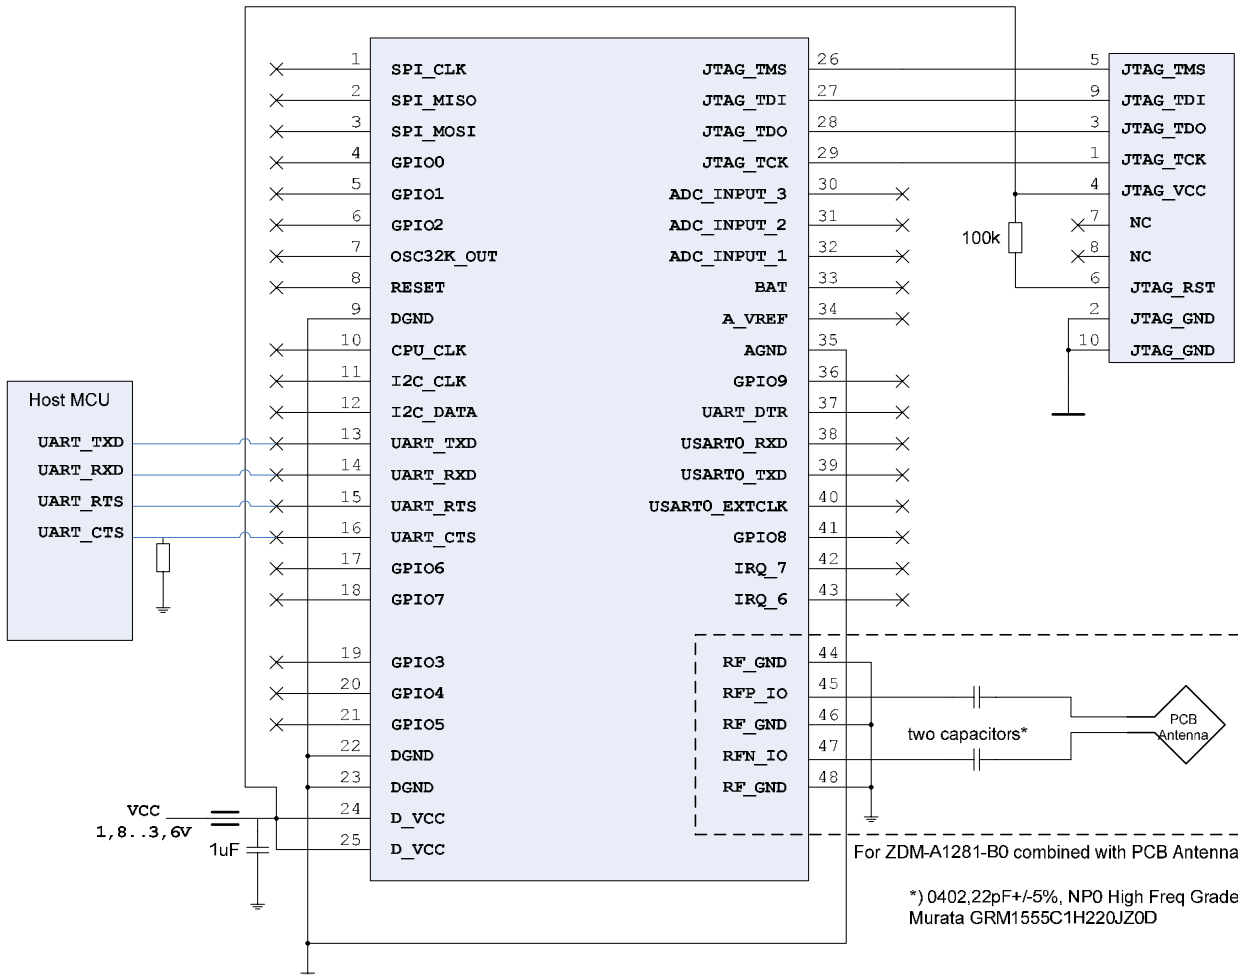 1 SPI_CLK
2 SPI_MISO
3 SPI_MOSI
4 GPIO0
5 GPIO1
6 GPIO2
7 OSC32K_OUT
8 RESET
9 DGND
10 CPU_CLK
11 I2C_CLK
12 I2C_DATA
13 UART_TXD
14 UART_RXD
15 UART_RTS
16 UART_CTS
17 GPIO6
18 GPIO7
19 GPIO3
20 GPIO4
21 GPIO5
22 DGND
23 DGND
24 D_VCC
25 D_VCC
JTAG_TMS 26
JTAG_TDI 27
JTAG_TDO 28
JTAG_TCK 29
ADC_INPUT_3 30
ADC_INPUT_2 31
ADC_INPUT_1 32
BAT 33
A_VREF 34
AGND 35
GPIO9 36
UART_DTR 37
USART0_RXD 38
USART0_TXD 39
USART0_EXTCLK 40
GPIO8 41
IRQ_7 42
IRQ_6 43
RF_GND 44
RFP_IO 45
RF_GND 46
RFN_IO 47
RF_GND 48
5 JTAG_TMS
9 JTAG_TDI
3 JTAG_TDO
1 JTAG_TCK
4 JTAG_VCC
7 NC
8 NC
6 JTAG_RST
2 JTAG_GND
10 JTAG_GND
100k
Host MCU
UART_TXD
UART_RXD
UART_RTS
UART_CTS
VCC
1,8..3,6V
1uF
two capacitors*
PCB
Antenna
For ZDM-A1281-B0 combined with PCB Antenna
*) 0402,22pF+/-5%, NP0 High Freq Grade
Murata GRM1555C1H220JZ0D